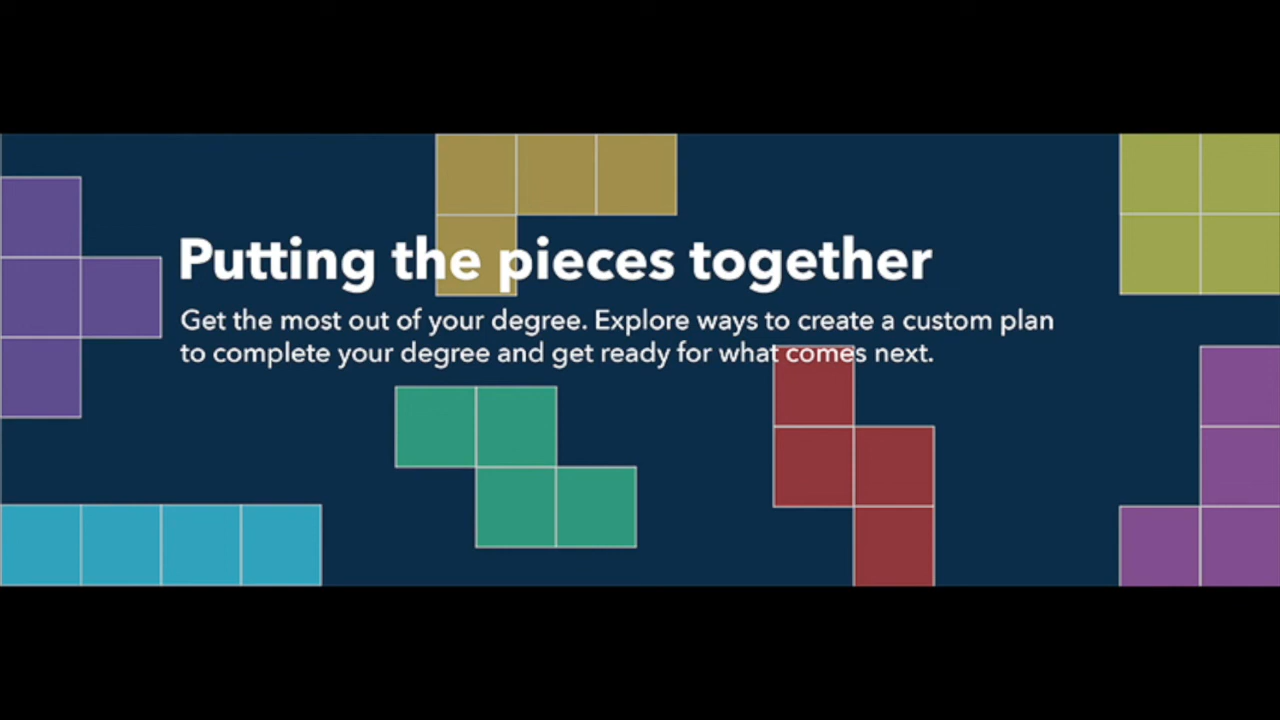 Putting the pieces together
Get the most out of your degree. Explore ways to create a custom plan
to complete your degree and get ready for what comes next.